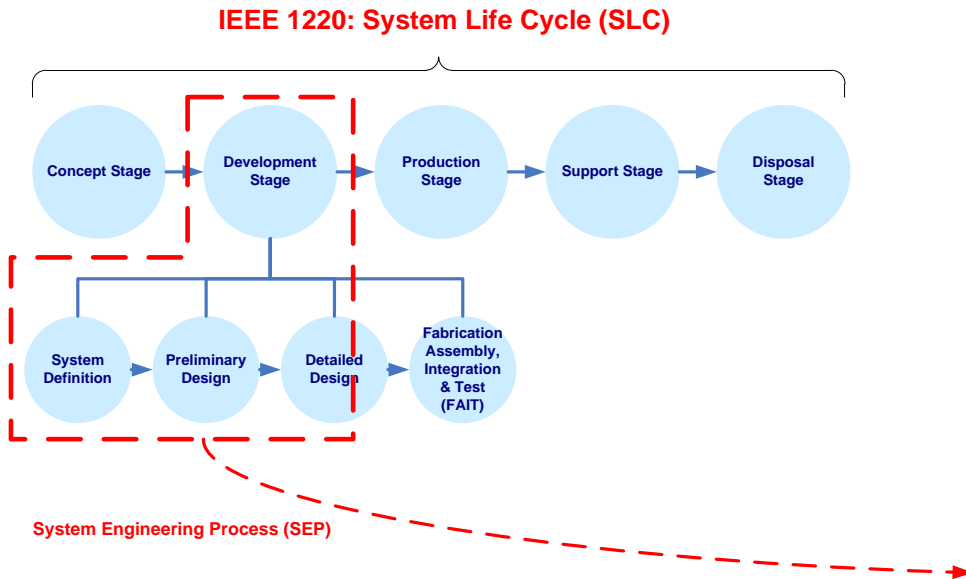 IEEE 1220: System Life Cycle (SLC)
Concept Stage
Development
Stage
Production
Stage
Support Stage
Disposal
Stage
System
Definition
Preliminary
Design
Detailed
Design
Fabrication
Assembly,
Integration
& Test
(FAIT)
System Engineering Process (SEP)